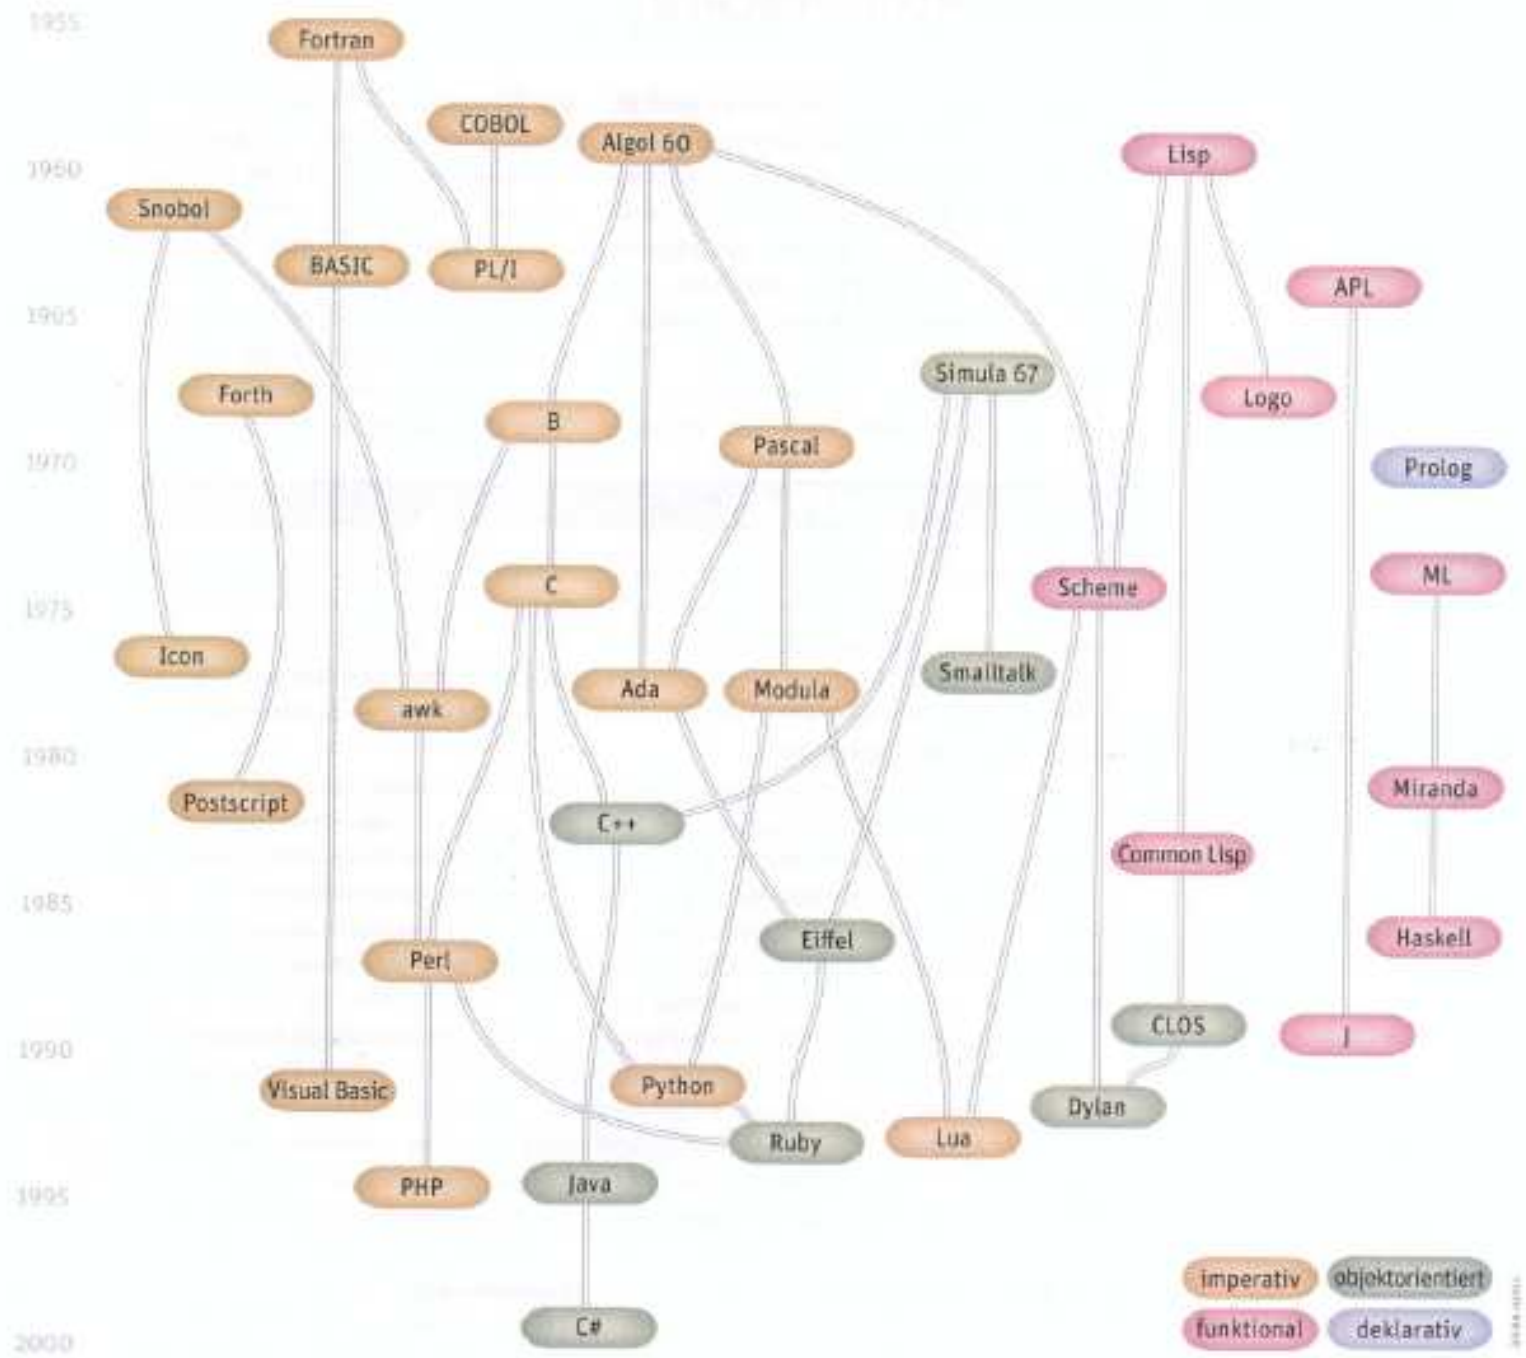 1955
Fortran
COBOL
Algol 60
Lisp
1960
Snobol
BASIC
PL/I
APL
1965
Simula 67
Forth
Logo
B
Pascal
1970
Prolog
C
Scheme
ML
1975
Icon
Smalltalk
Ada
Modula
awk
1980
Miranda
Postscript
C++
Common Lisp
1985
Eiffel
Haskell
Perl
CLOS
J
1990
Visual Basic
Python
Dylan
Ruby
Lua
PHP
Java
1995
imperativ
objektorientiert
C#
funktional
deklarativ
2000